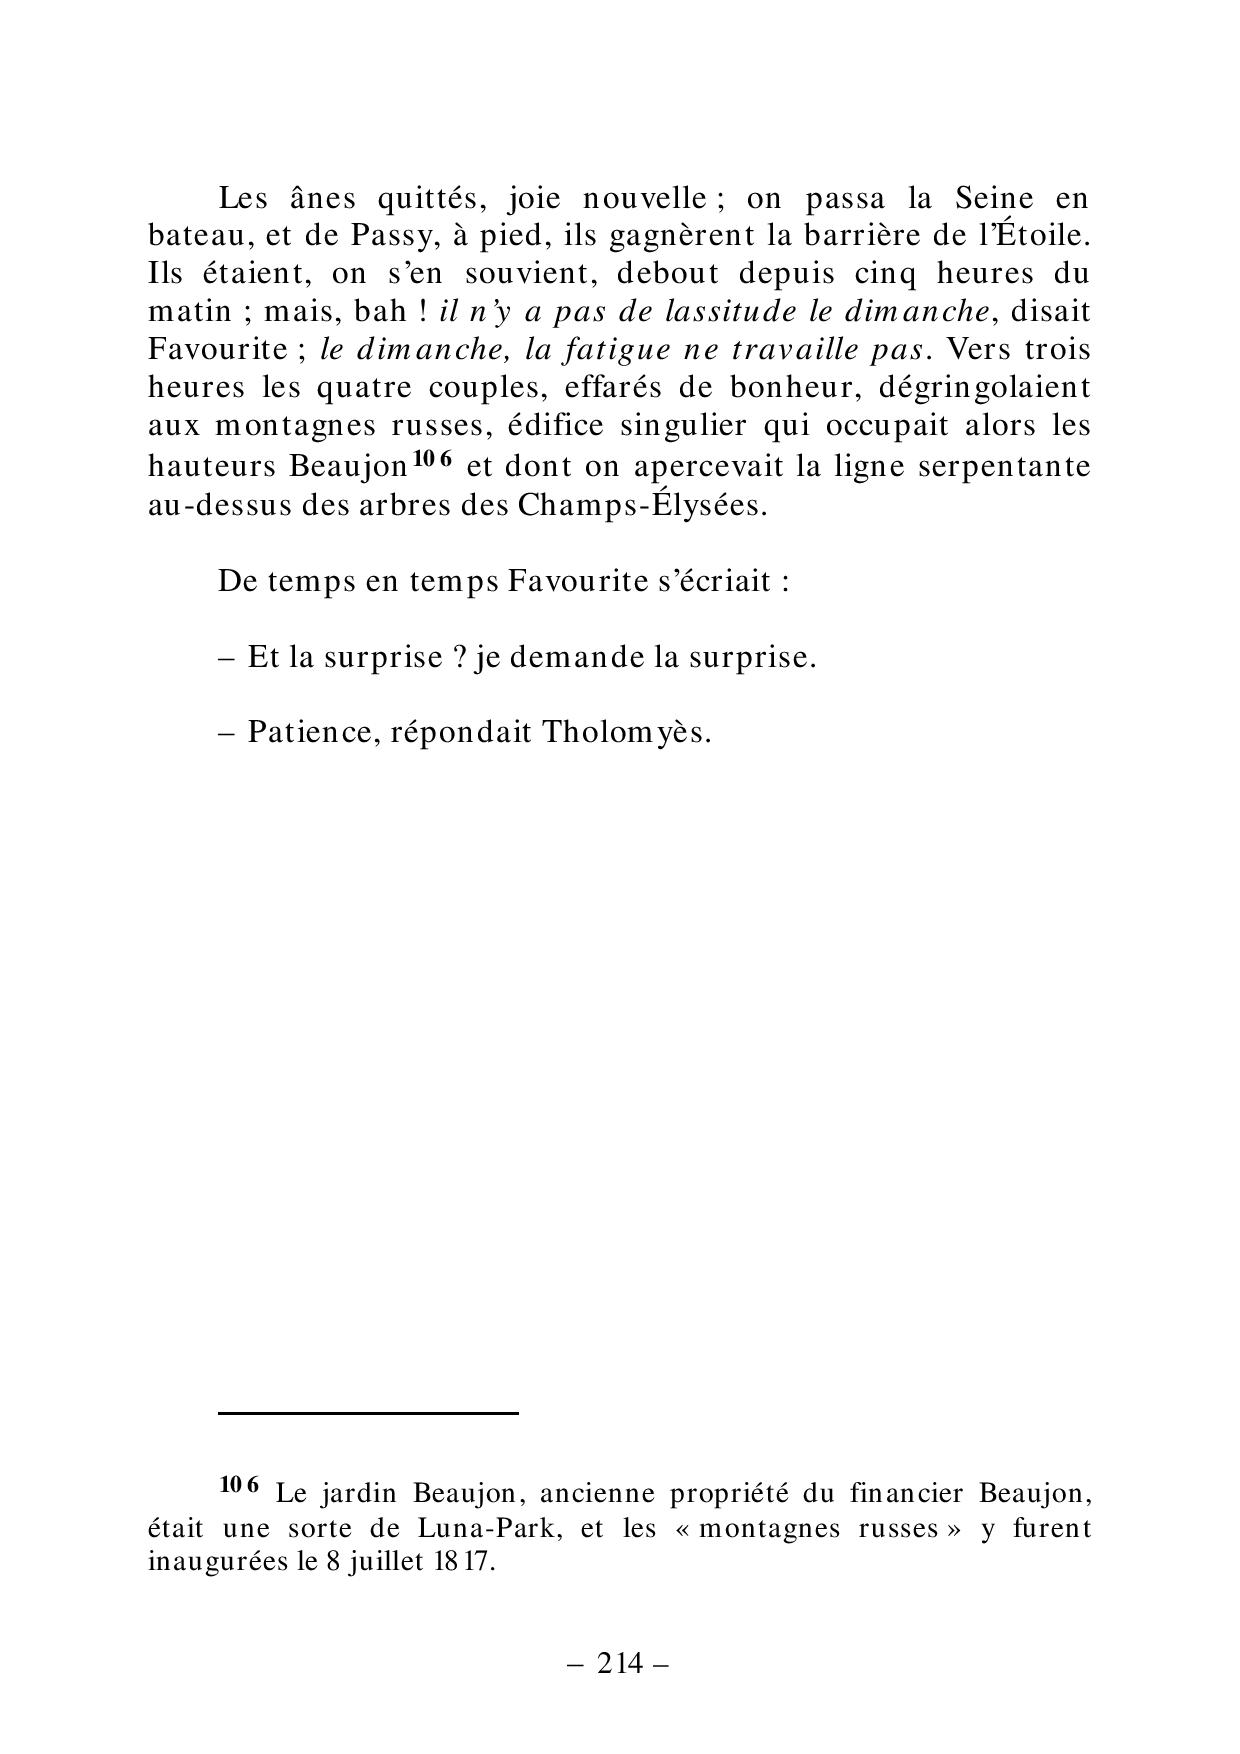 Les ânes quittés, joie nouvelle ; on passa la Seine en
bateau, et de Passy, à pied, ils gagnèrent la barrière de l’Étoile.
Ils étaient, on s’en souvient, debout depuis cinq heures du
matin ; mais, bah ! il n’y a pas de lassitude le dimanche, disait
Favourite ; le dimanche, la fatigue ne travaille pas. Vers trois
heures les quatre couples, effarés de bonheur, dégringolaient
aux montagnes russes, édifice singulier qui occupait alors les
hauteurs Beaujon106 et dont on apercevait la ligne serpentante
au-dessus des arbres des Champs-Élysées.
De temps en temps Favourite s’écriait :
– Et la surprise ? je demande la surprise.
– Patience, répondait Tholomyès.
106 Le jardin Beaujon, ancienne propriété du financier Beaujon,
était une sorte de Luna-Park, et les « montagnes russes » y furent
inaugurées le 8 juillet 1817.
– 214 –